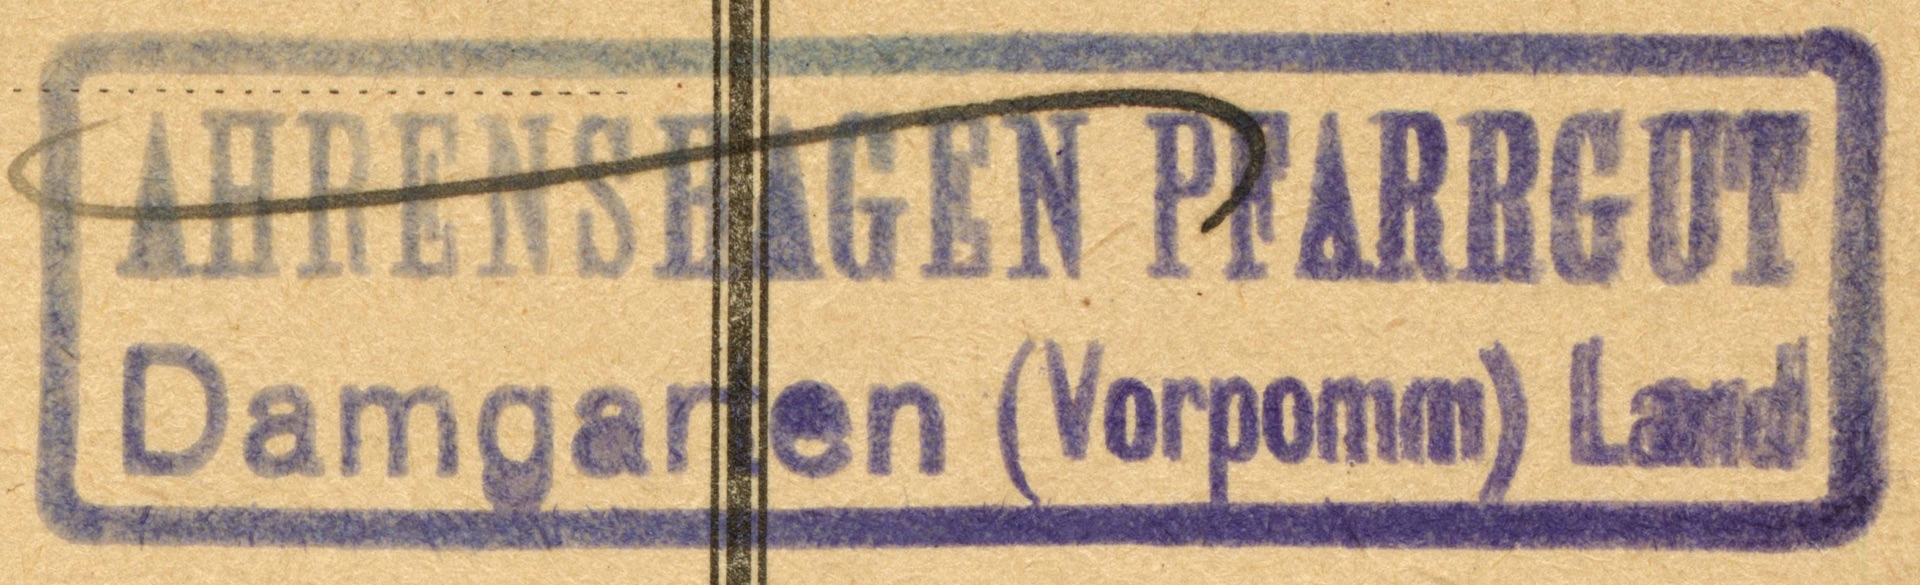 AHRENSHAGEN PFARRGUT
Damgarten (Vorpomm) Land